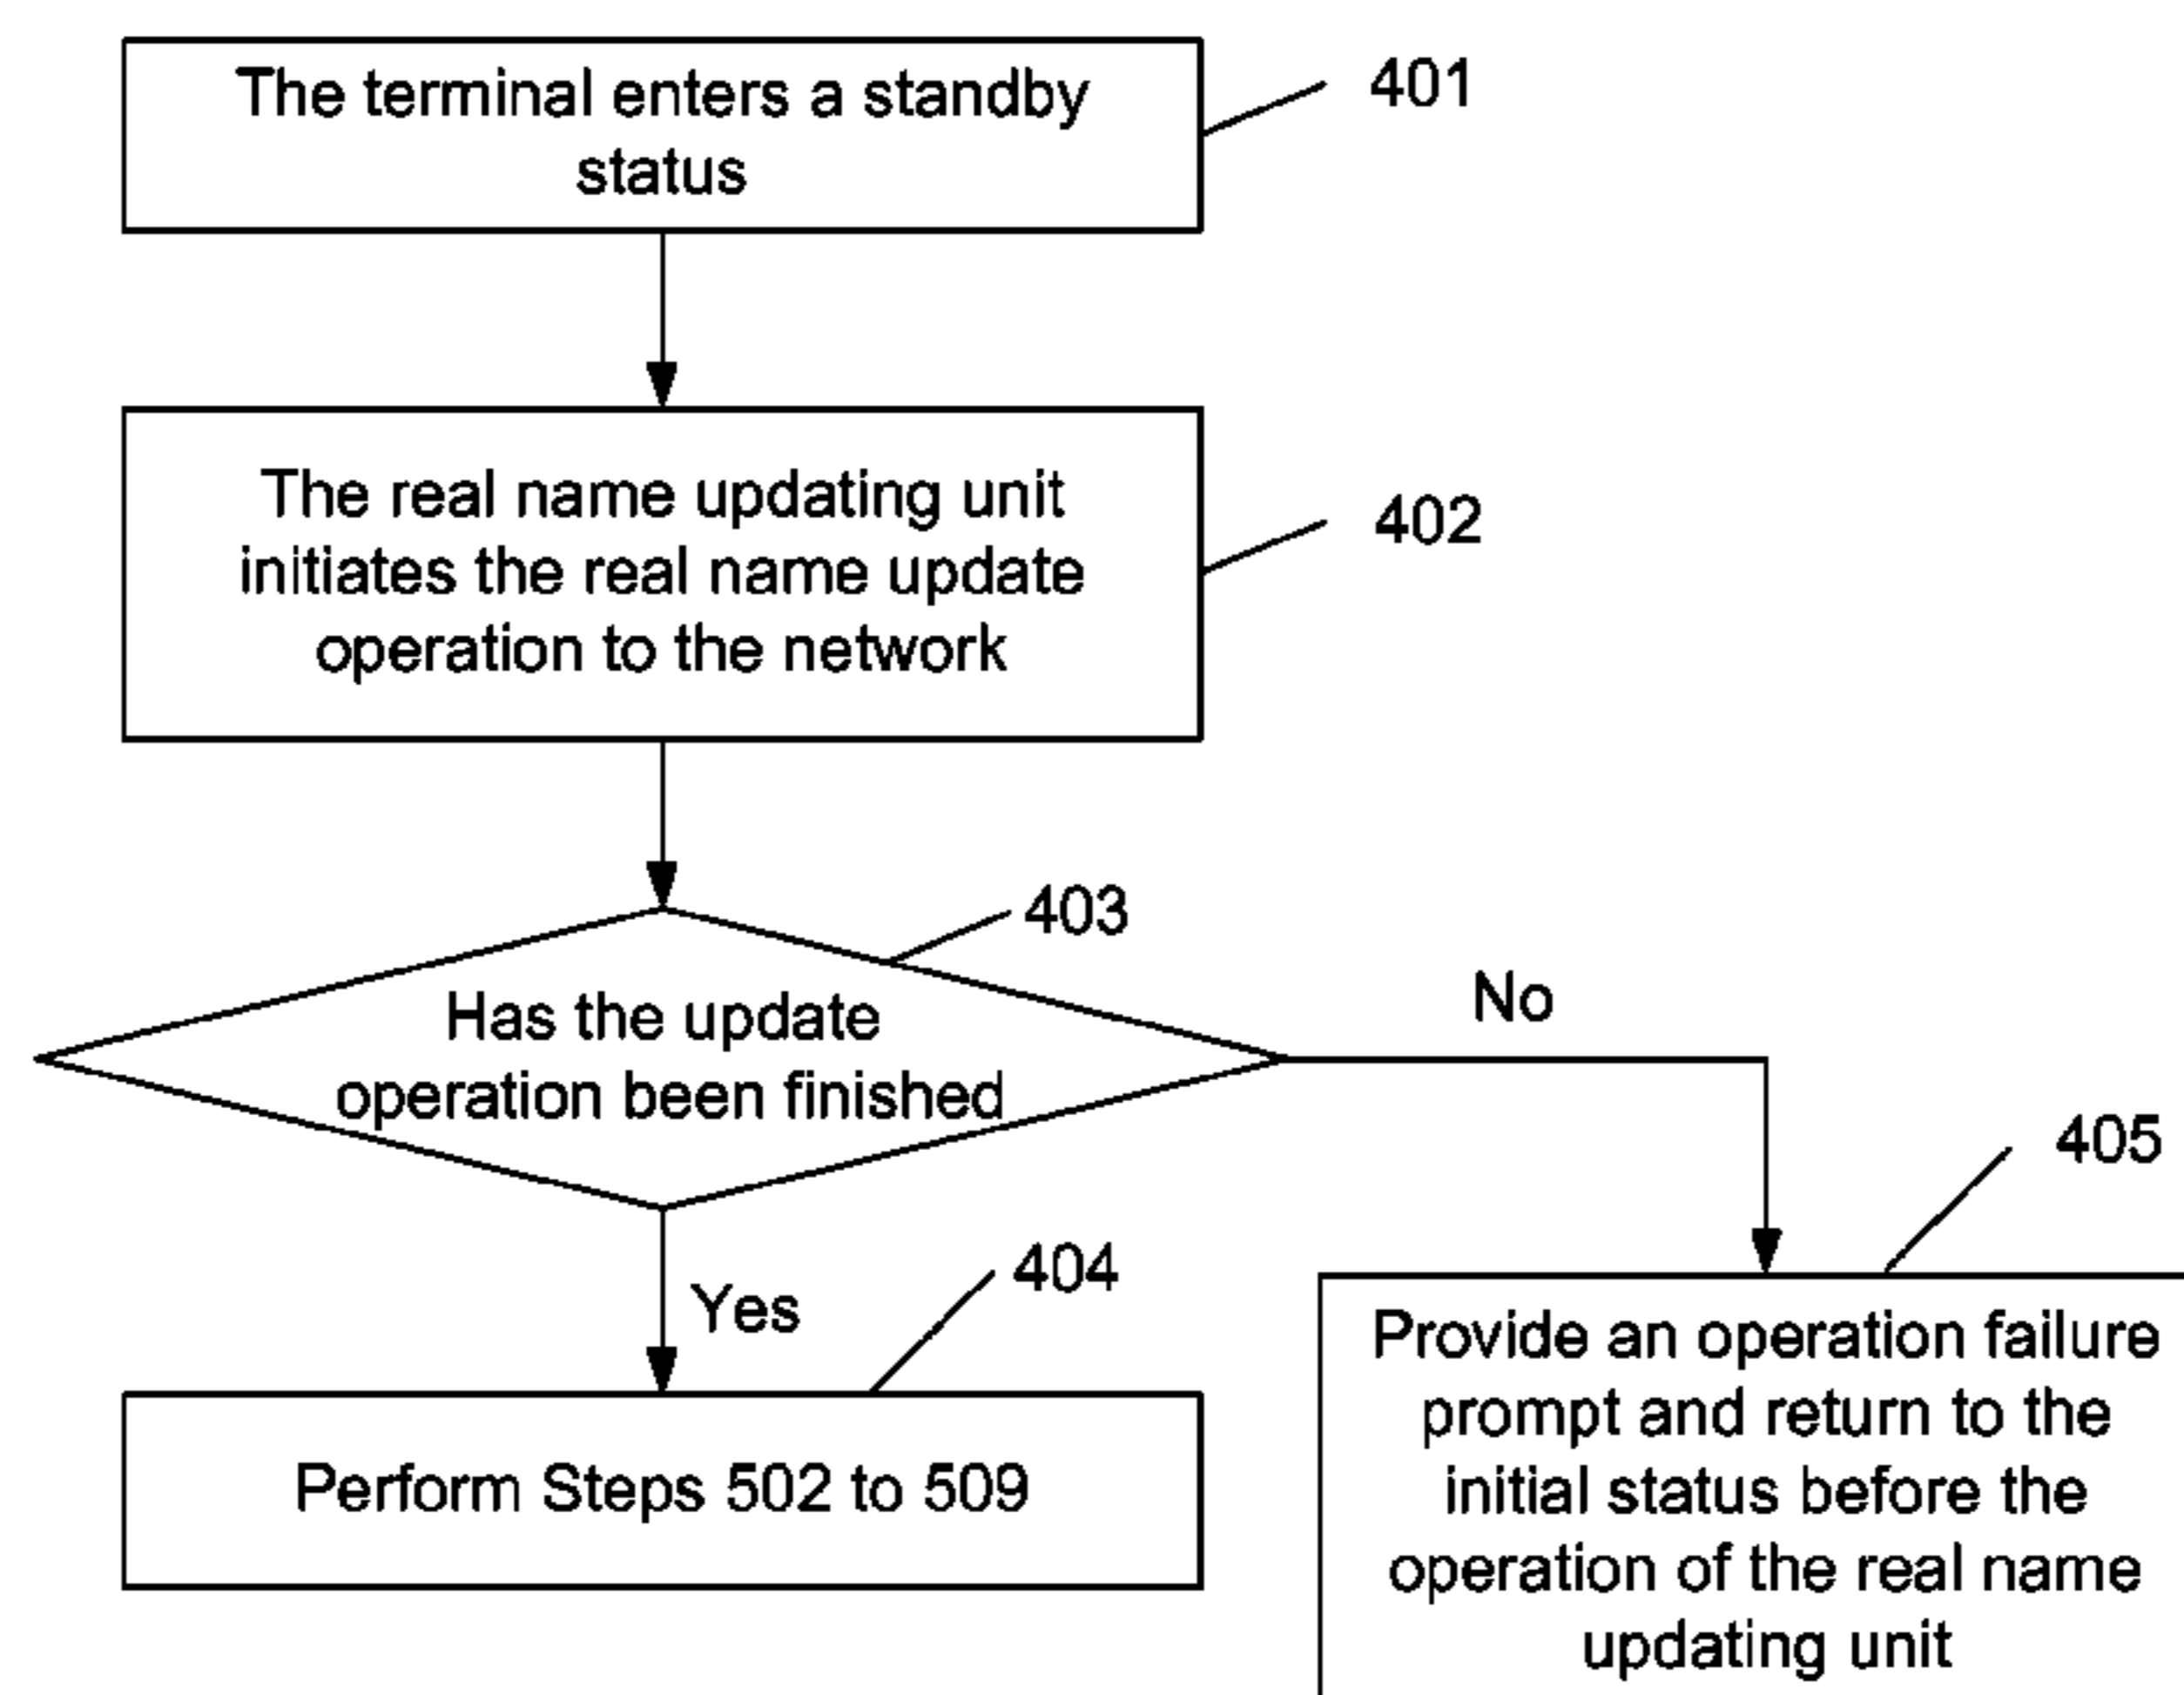 The terminal enters a standby
status
401
The real name updating unit
initiates the real name update
operation to the network
402
403
Has the update
operation been finished
No
Yes
404
Perform Steps 502 to 509
405
Provide an operation failure
prompt and return to the
initial status before the
operation of the real name
updating unit